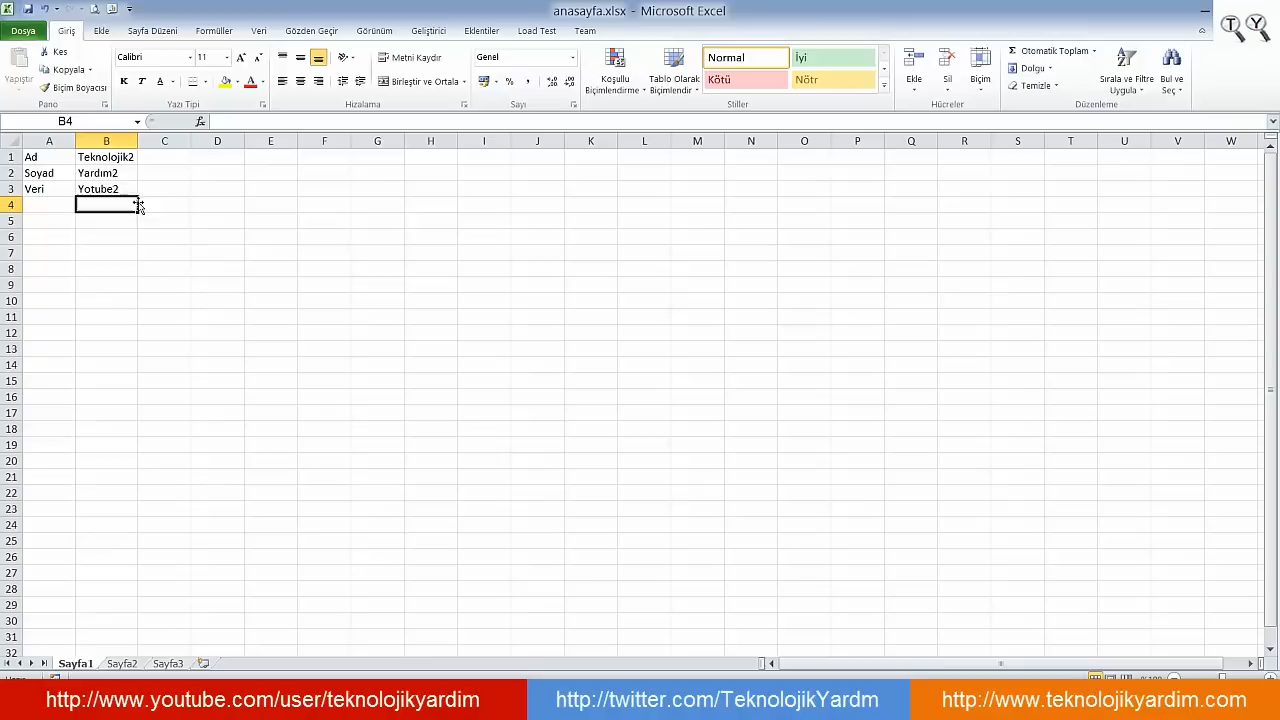 anasayfa.xlsx - Microsoft Excel
T Y
Dosya Giriş Ekle Sayfa Düzeni Formüller Veri Gözden Geçir Görünüm Geliştirici Eklentiler Load Test Team
Yapıştır
Kes
Kopyala
Biçim Boyacısı
Pano
Calibri 11
K T A
Yazı Tipi
Metni Kaydır
Birleştir ve Ortala
Hizalama
Genel
% ,
Sayı
Koşullu Biçimlendirme
Tablo Olarak Biçimlendir
Normal İyi
Kötü Nötr
Stiller
Ekle Sil Biçim
Hücreler
Σ Otomatik Toplam
Dolgu
Temizle
Sırala ve Filtre Uygula
Bul ve Seç
Düzenleme
B4 fx
A B C D E F G H I J K L M N O P Q R S T U V W
1 Ad Teknolojik2
2 Soyad Yardım2
3 Veri Yotube2
4
5
6
7
8
9
10
11
12
13
14
15
16
17
18
19
20
21
22
23
24
25
26
27
28
29
30
31
32
Sayfa1 Sayfa2 Sayfa3
http://www.youtube.com/user/teknolojikyardim http://twitter.com/TeknolojikYardm http://www.teknolojikyardim.com